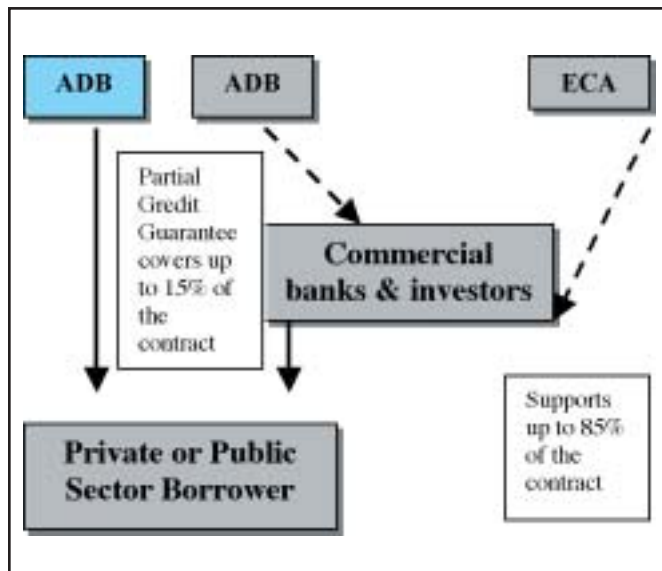 ADB
ADB
ECA
Partial
Gredit
Guarantee
covers up
to 15% of
the
contract
Commercial
banks & investors
Supports
up to 85%
of the
contract
Private or Public
Sector Borrower